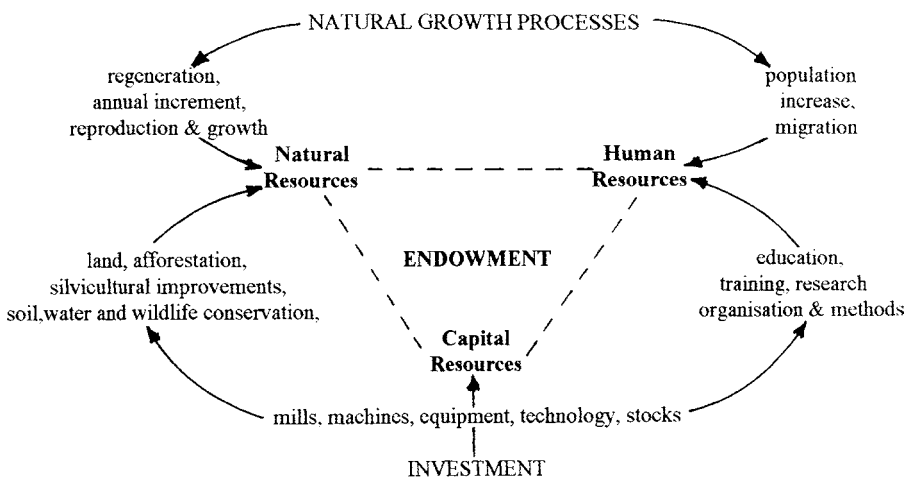 NATURAL GROWTH PROCESSES
regeneration,
annual increment,
reproduction & growth
population
increase,
migration
Natural
Resources
Human
Resources
ENDOWMENT
land, afforestation,
silvicultural improvements,
soil,water and wildlife conservation,
education,
training, research
organisation & methods
Capital
Resources
mills, machines, equipment, technology, stocks
INVESTMENT